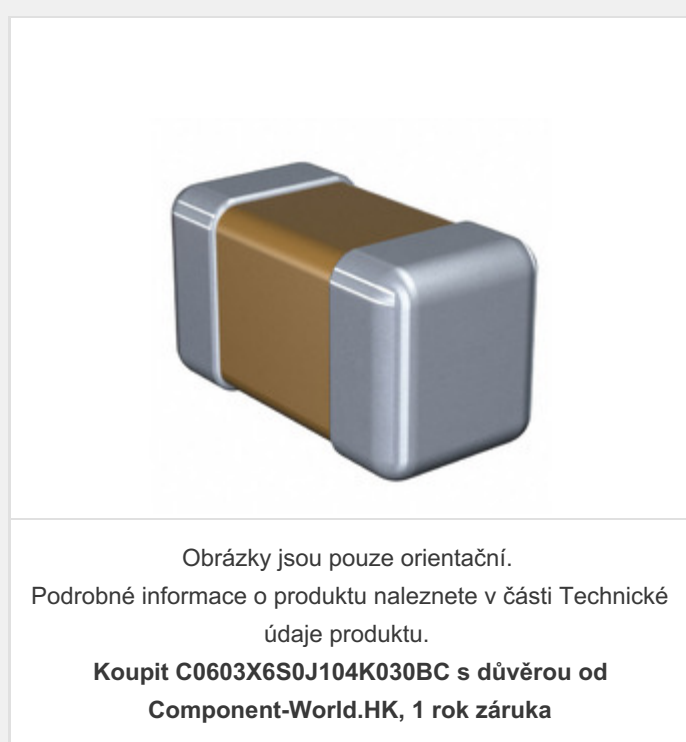 Obrázky jsou pouze orientační.
Podrobné informace o produktu naleznete v části Technické
údaje produktu.
Koupit C0603X6S0J104K030BC s důvěrou od
Component-World.HK, 1 rok záruka